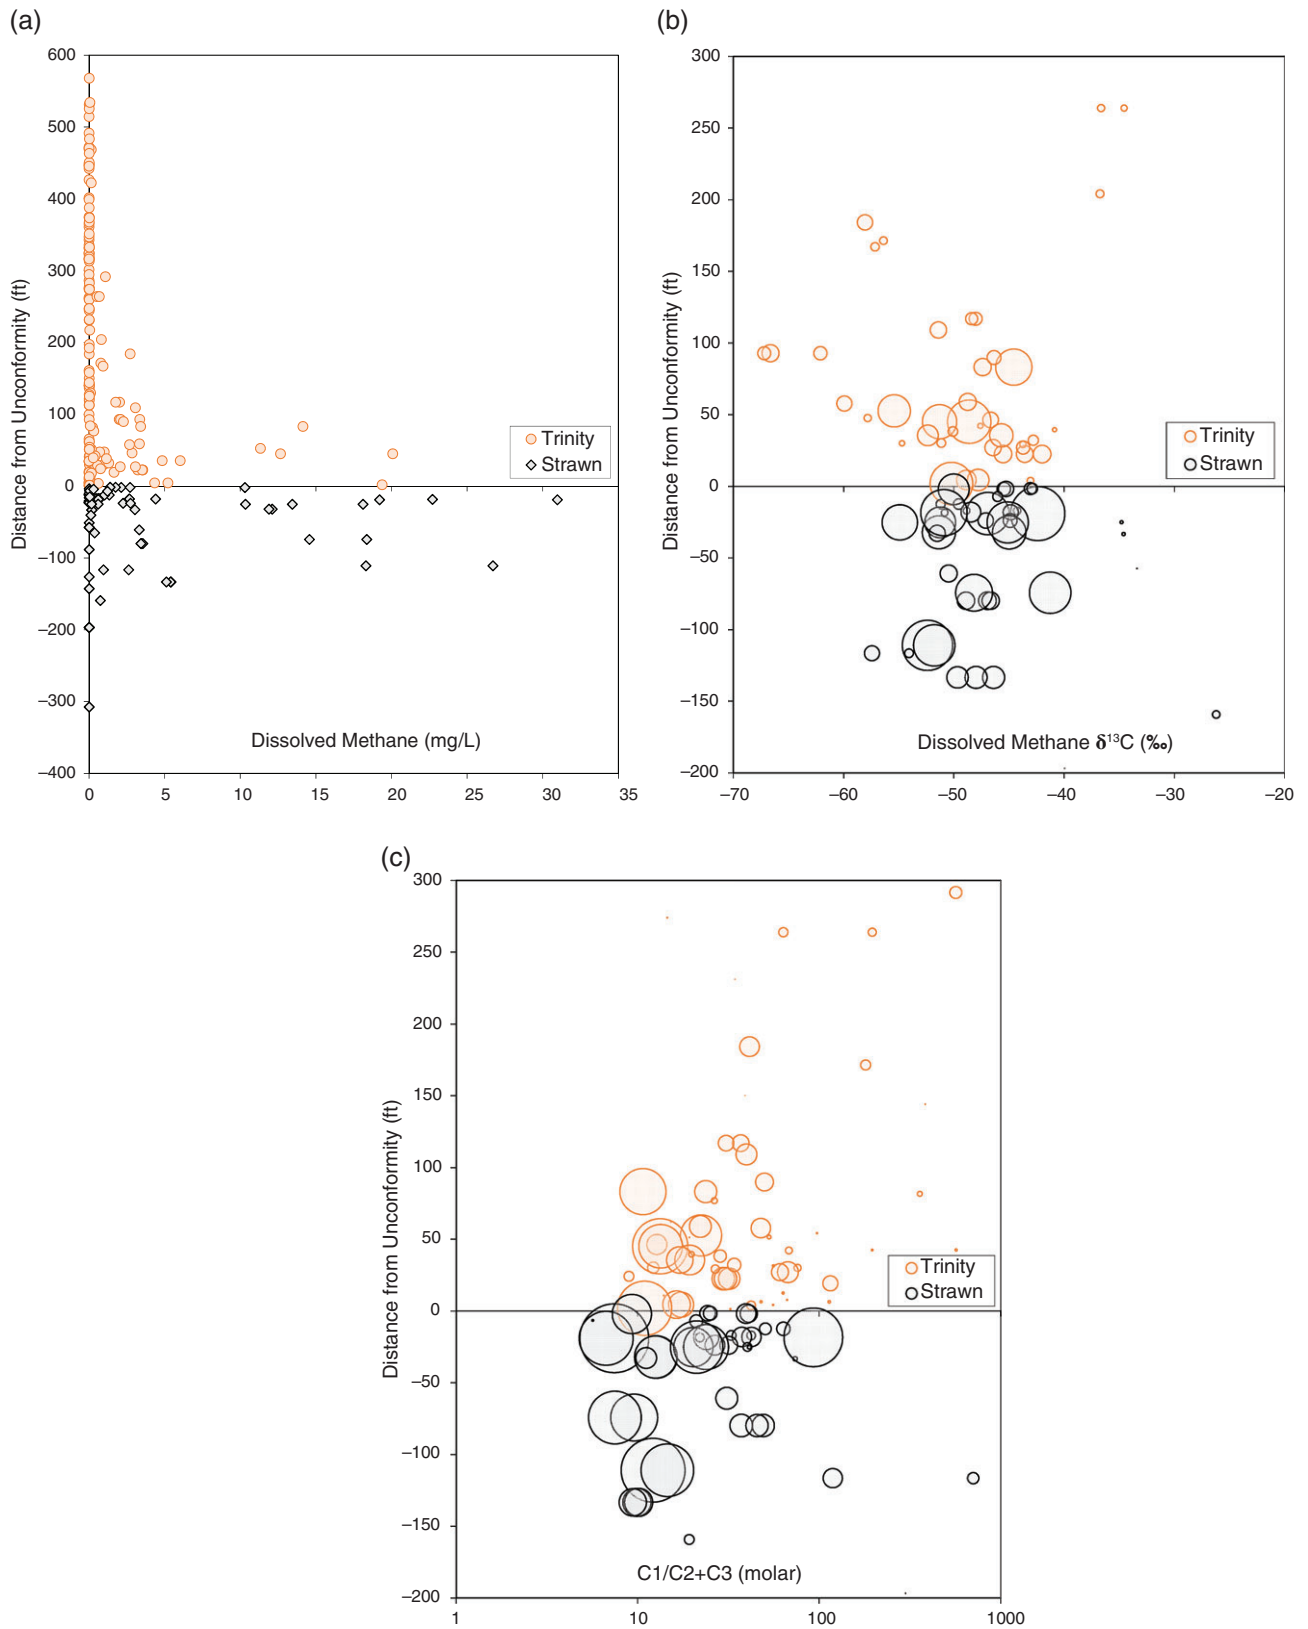 (a)
600
500
400
300
200
100
0
–100
–200
–300
–400
Distance from Unconformity (ft)
Trinity
Strawn
Dissolved Methane (mg/L)
0 5 10 15 20 25 30 35
(b)
300
250
200
150
100
50
0
–50
–100
–150
–200
Distance from Unconformity (ft)
Trinity
Strawn
Dissolved Methane δ¹³C (‰)
–70 –60 –50 –40 –30 –20
(c)
300
250
200
150
100
50
0
–50
–100
–150
–200
Distance from Unconformity (ft)
Trinity
Strawn
C1/C2+C3 (molar)
1 10 100 1000